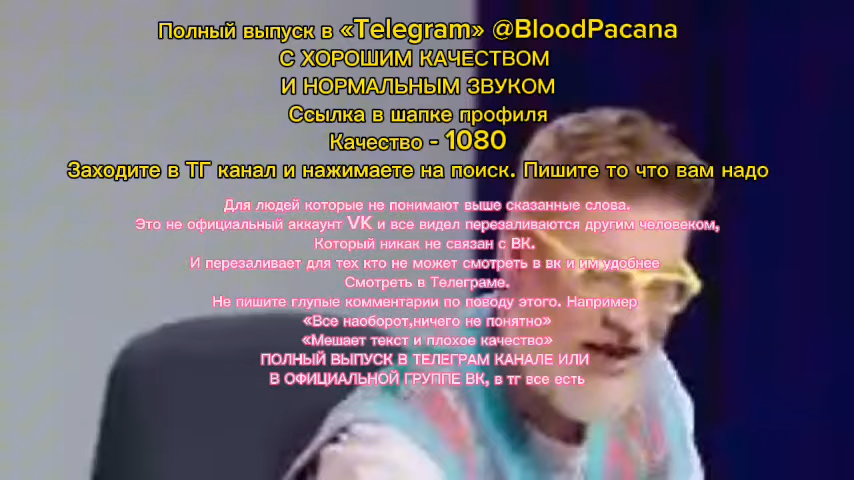 Полный выпуск в «Telegram» @BloodPacana
С ХОРОШИМ КАЧЕСТВОМ
И НОРМАЛЬНЫМ ЗВУКОМ
Ссылка в шапке профиля
Качество - 1080
Заходите в ТГ канал и нажимаете на поиск. Пишите то что вам надо
Для людей которые не понимают выше сказанные слова.
Это не официальный аккаунт VK и все видел перезаливаются другим человеком,
Который никак не связан с ВК.
И перезаливает для тех кто не может смотреть в вк и им удобнее
Смотреть в Телеграме.
Не пишите глупые комментарии по поводу этого. Например
«Все наоборот,ничего не понятно»
«Мешает текст и плохое качество»
ПОЛНЫЙ ВЫПУСК В ТЕЛЕГРАМ КАНАЛЕ ИЛИ
В ОФИЦИАЛЬНОЙ ГРУППЕ ВК, в тг все есть